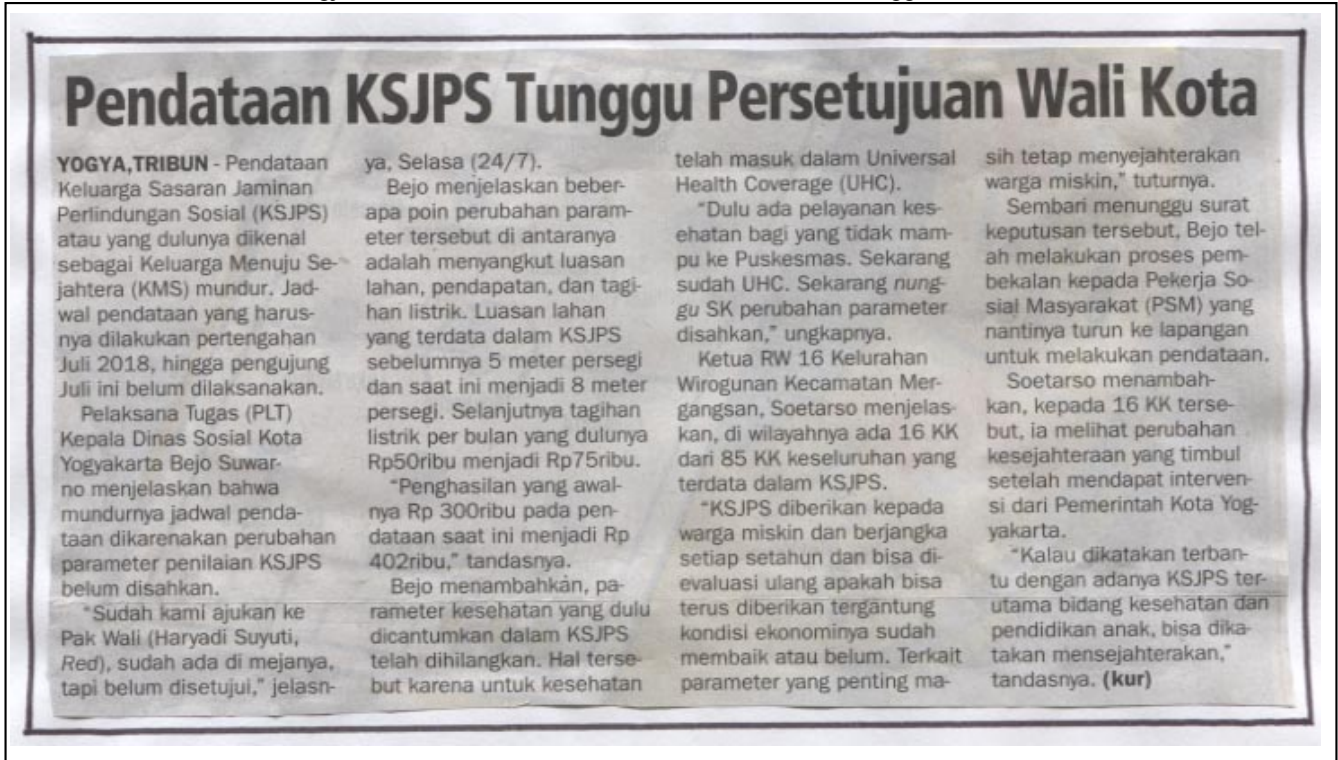 Pendataan KSJPS Tunggu Persetujuan Wali Kota
YOGYA,TRIBUN - Pendataan
Keluarga Sasaran Jaminan
Perlindungan Sosial (KSJPS)
atau yang dulunya dikenal
sebagai Keluarga Menuju Se-
jahtera (KMS) mundur. Jad-
wal pendataan yang harus-
nya dilakukan pertengahan
Juli 2018, hingga pengujung
Juli ini belum dilaksanakan.
Pelaksana Tugas (PLT)
Kepala Dinas Sosial Kota
Yogyakarta Bejo Suwar-
no menjelaskan bahwa
mundurnya jadwal penda-
taan dikarenakan perubahan
parameter penilaian KSJPS
belum disahkan.
"Sudah kami ajukan ke
Pak Wali (Haryadi Suyuti,
Red), sudah ada di mejanya,
tapi belum disetujui," jelasn-
ya, Selasa (24/7).
Bejo menjelaskan beber-
apa poin perubahan param-
eter tersebut di antaranya
adalah menyangkut luasan
lahan, pendapatan, dan tagi-
han listrik. Luasan lahan
yang terdata dalam KSJPS
sebelumnya 5 meter persegi
dan saat ini menjadi 8 meter
persegi. Selanjutnya tagihan
listrik per bulan yang dulunya
Rp50ribu menjadi Rp75ribu.
"Penghasilan yang awal-
nya Rp 300ribu pada pen-
dataan saat ini menjadi Rp
402ribu," tandasnya.
Bejo menambahkan, pa-
rameter kesehatan yang dulu
dicantumkan dalam KSJPS
telah dihilangkan. Hal terse-
but karena untuk kesehatan
telah masuk dalam Universal
Health Coverage (UHC).
"Dulu ada pelayanan kes-
ehatan bagi yang tidak mam-
pu ke Puskesmas. Sekarang
sudah UHC. Sekarang nung-
gu SK perubahan parameter
disahkan," ungkapnya.
Ketua RW 16 Kelurahan
Wirogunan Kecamatan Mer-
gangsan, Soetarso menjelas-
kan, di wilayahnya ada 16 KK
dari 85 KK keseluruhan yang
terdata dalam KSJPS.
"KSJPS diberikan kepada
warga miskin dan berjangka
setiap setahun dan bisa di-
evaluasi ulang apakah bisa
terus diberikan tergantung
kondisi ekonominya sudah
membaik atau belum. Terkait
parameter yang penting ma-
sih tetap menyejahterakan
warga miskin," tuturnya.
Sembari menunggu surat
keputusan tersebut, Bejo tel-
ah melakukan proses pem-
bekalan kepada Pekerja So-
sial Masyarakat (PSM) yang
nantinya turun ke lapangan
untuk melakukan pendataan.
Soetarso menambah-
kan, kepada 16 KK terse-
but, ia melihat perubahan
kesejahteraan yang timbul
setelah mendapat interven-
si dari Pemerintah Kota Yog-
yakarta.
"Kalau dikatakan terban-
tu dengan adanya KSJPS ter-
utama bidang kesehatan dan
pendidikan anak, bisa dika-
takan mensejahterakan,"
tandasnya. (kur)